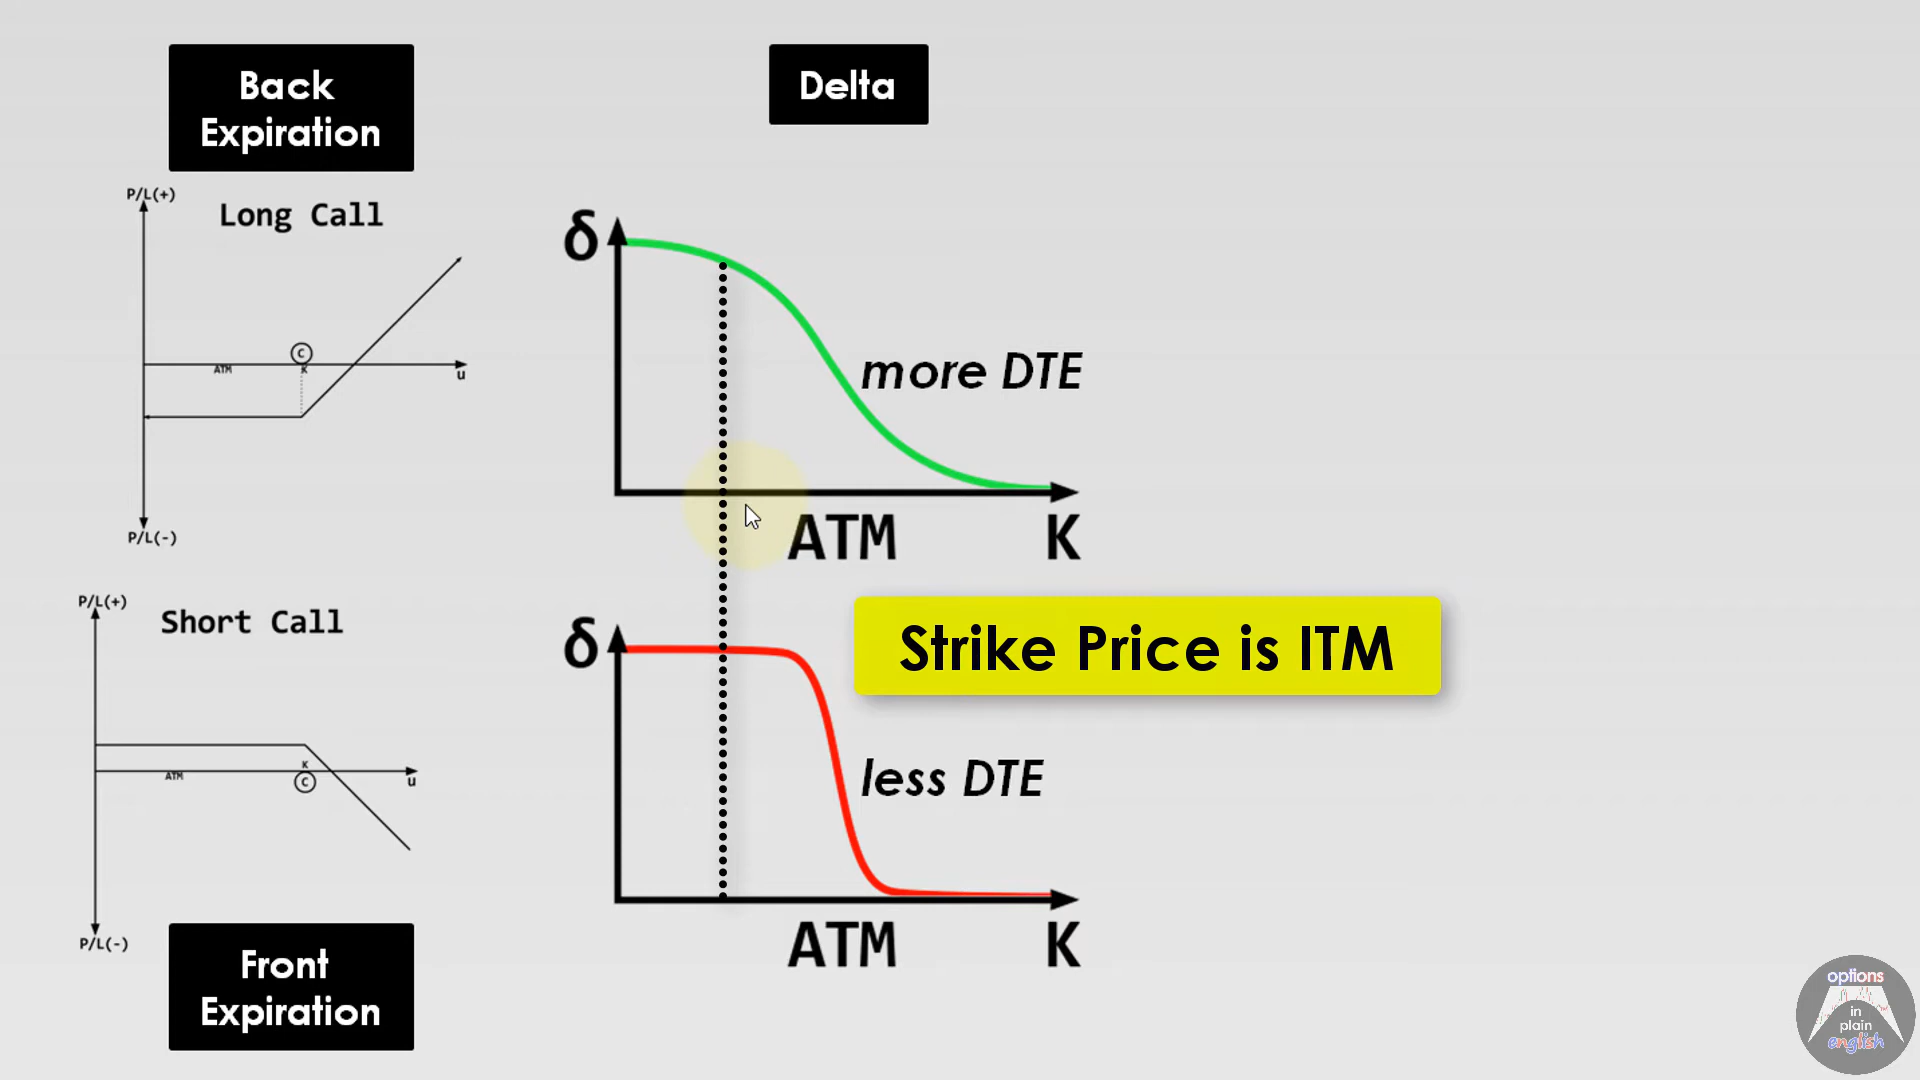 Back
Expiration
Delta
P/L(+)
Long Call
C
ATM
K
u
P/L(-)
δ
more DTE
ATM
K
P/L(+)
Short Call
K
ATM
C
u
P/L(-)
δ
Strike Price is ITM
less DTE
ATM
K
Front
Expiration
options
in
plain
english